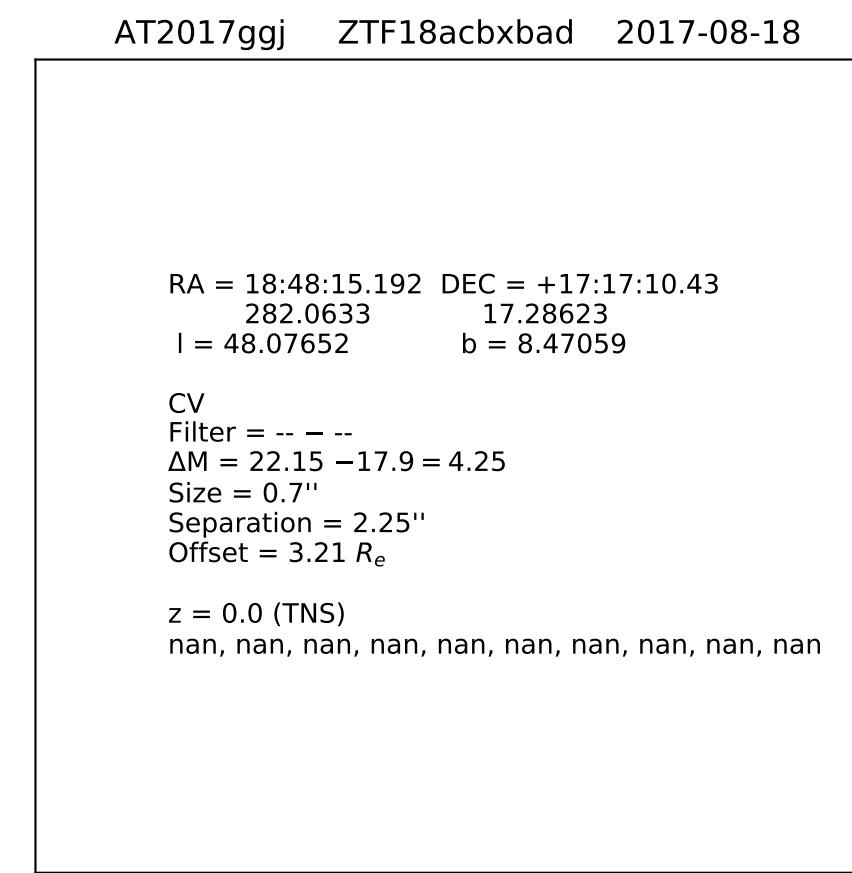 AT2017ggj ZTF18acbxbad 2017-08-18
RA = 18:48:15.192 DEC = +17:17:10.43
282.0633 17.28623
l = 48.07652 b = 8.47059
CV
Filter = -- − --
ΔM = 22.15 −17.9 = 4.25
Size = 0.7''
Separation = 2.25''
Offset = 3.21 Rₑ
z = 0.0 (TNS)
nan, nan, nan, nan, nan, nan, nan, nan, nan, nan